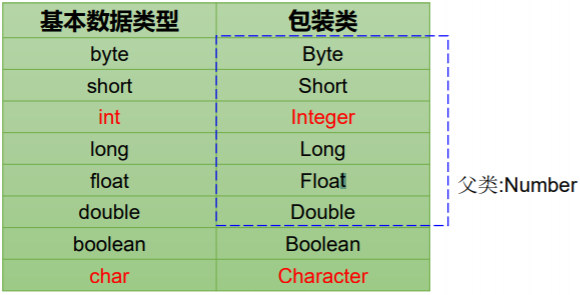 基本数据类型 包装类
byte Byte
short Short
int Integer
long Long
float Float
父类:Number
double Double
boolean Boolean
char Character